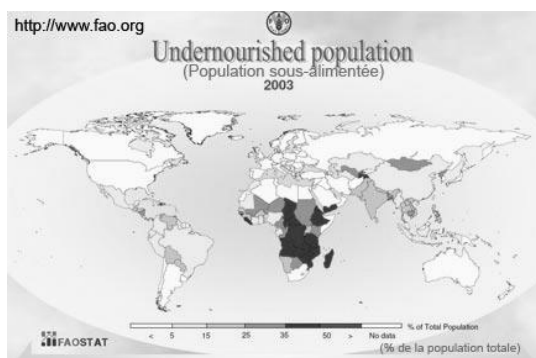 http://www.fao.org
Undernourished population
(Population sous-alimentée)
2003
% of Total Population
< 5 15 25 35 50 > No data
FAOSTAT
(% de la population totale)